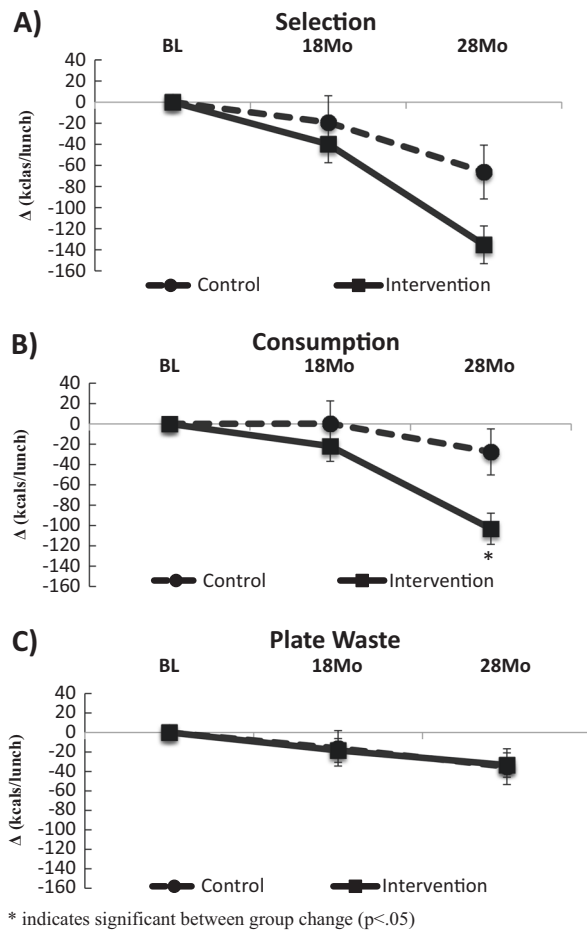 A) Selection
BL 18Mo 28Mo
40
20
0
-20
-40
-60
-80
-100
-120
-140
-160
Δ (kclas/lunch)
Control Intervention
B) Consumption
BL 18Mo 28Mo
40
20
0
-20
-40
-60
-80
-100
-120
-140
-160
Δ (kcals/lunch)
*
Control Intervention
C) Plate Waste
BL 18Mo 28Mo
40
20
0
-20
-40
-60
-80
-100
-120
-140
-160
Δ (kcals/lunch)
Control Intervention
* indicates significant between group change (p<.05)